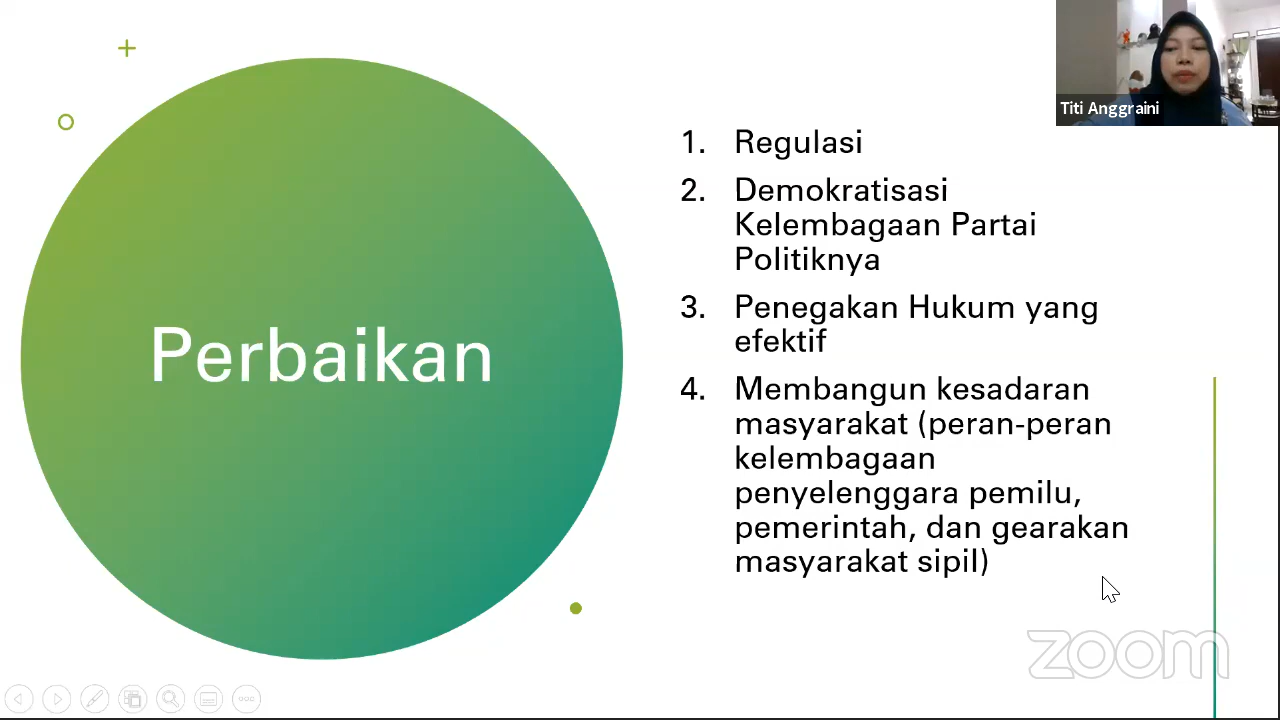 Titi Anggraini
Perbaikan
1. Regulasi
2. Demokratisasi
Kelembagaan Partai
Politiknya
3. Penegakan Hukum yang
efektif
4. Membangun kesadaran
masyarakat (peran-peran
kelembagaan
penyelenggara pemilu,
pemerintah, dan gearakan
masyarakat sipil)
zoom